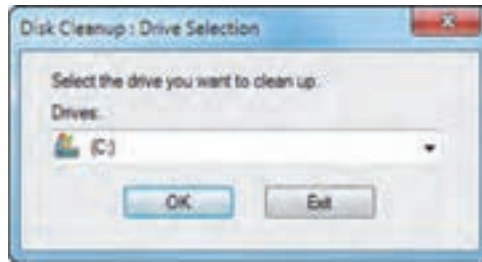 Disk Cleanup : Drive Selection
Select the drive you want to clean up.
Drives:
(C:)
OK Exit